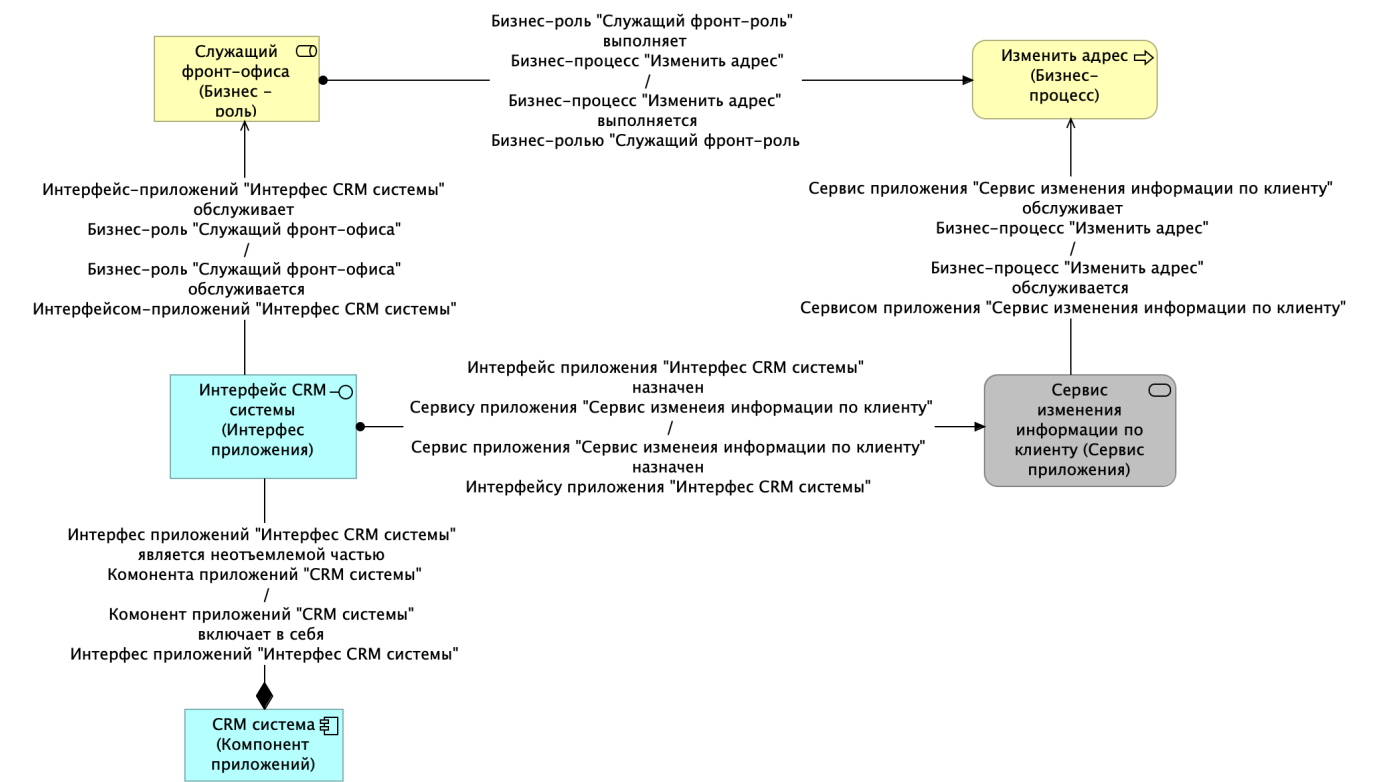 Служащий
фронт-офиса
(Бизнес -
роль)
Бизнес-роль "Служащий фронт-роль"
выполняет
Бизнес-процесс "Изменить адрес"
/
Бизнес-процесс "Изменить адрес"
выполняется
Бизнес-ролью "Служащий фронт-роль
Изменить адрес
(Бизнес-
процесс)
Интерфейс-приложений "Интерфес CRM системы"
обслуживает
Бизнес-роль "Служащий фронт-офиса"
/
Бизнес-роль "Служащий фронт-офиса"
обслуживается
Интерфейсом-приложений "Интерфес CRM системы"
Сервис приложения "Сервис изменения информации по клиенту"
обслуживает
Бизнес-процесс "Изменить адрес"
/
Бизнес-процесс "Изменить адрес"
обслуживается
Сервисом приложения "Сервис изменения информации по клиенту"
Интерфейс CRM
системы
(Интерфес
приложения)
Интерфейс приложения "Интерфес CRM системы"
назначен
Сервису приложения "Сервис изменеия информации по клиенту"
/
Сервис приложения "Сервис изменеия информации по клиенту"
назначен
Интерфейсу приложения "Интерфес CRM системы"
Сервис
изменения
информации по
клиенту (Сервис
приложения)
Интерфес приложений "Интерфес CRM системы"
является неотъемлемой частью
Комонента приложений "CRM системы"
/
Комонент приложений "CRM системы"
включает в себя
Интерфес приложений "Интерфес CRM системы"
CRM система
(Компонент
приложений)